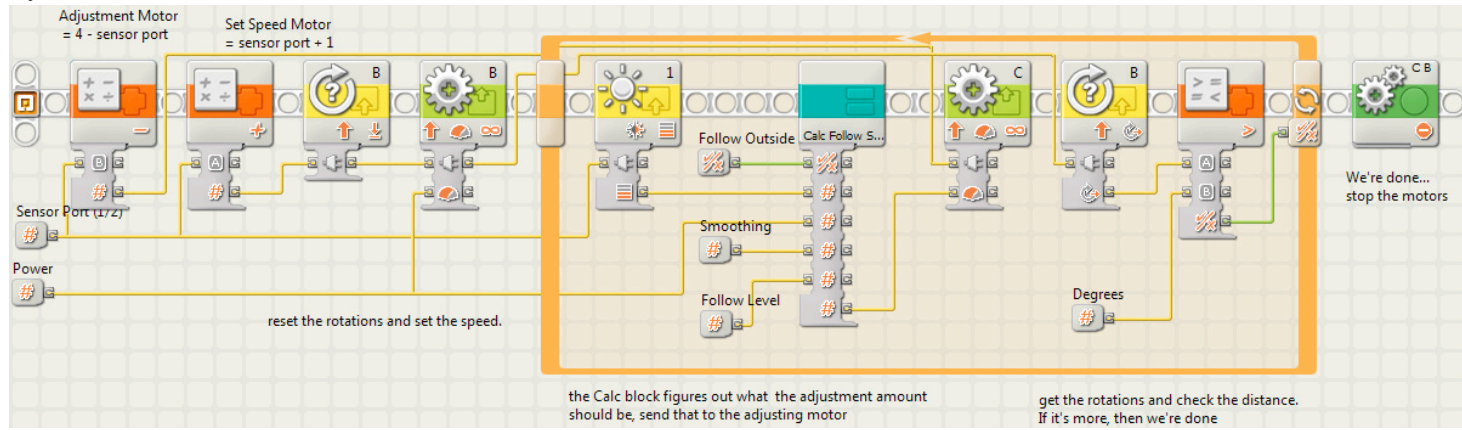 Adjustment Motor
= 4 - sensor port
Set Speed Motor
= sensor port + 1
B
B
1
C
B
C B
B
A
A
B
Follow Outside
Calc Follow S...
Sensor Port (1/2)
Smoothing
Power
Follow Level
Degrees
We're done...
stop the motors
reset the rotations and set the speed.
the Calc block figures out what the adjustment amount
should be, send that to the adjusting motor
get the rotations and check the distance.
If it's more, then we're done